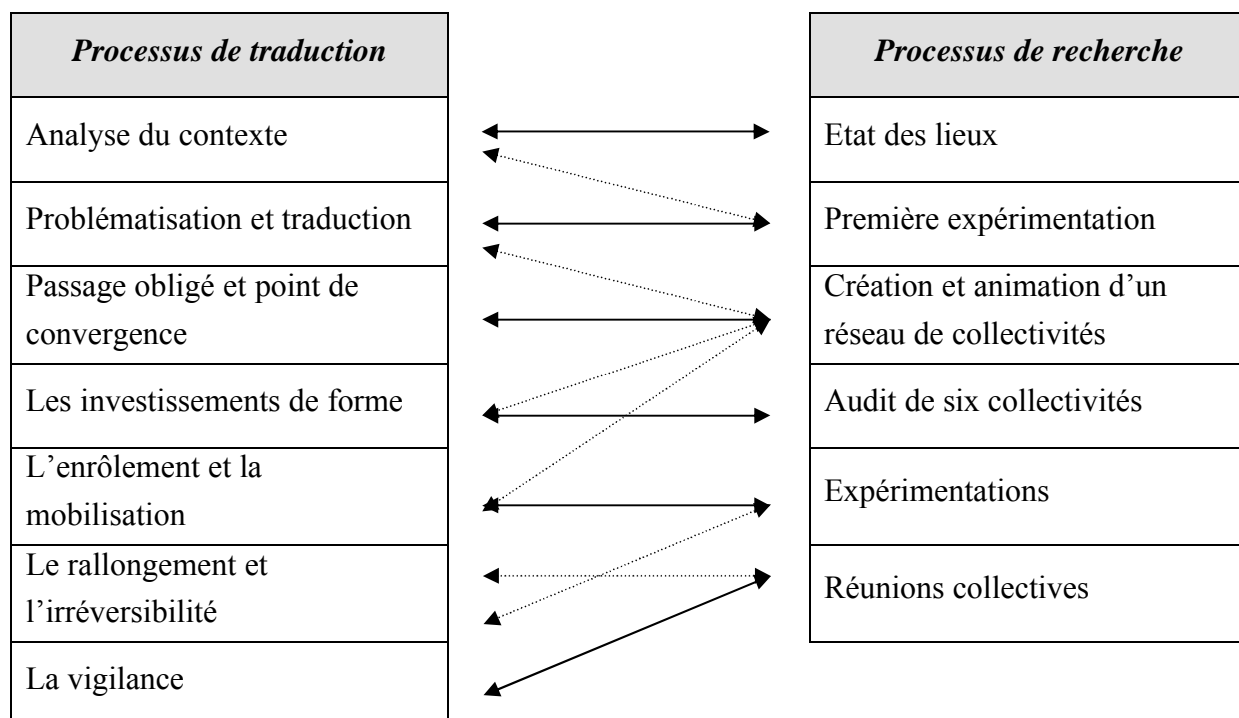 Processus de traduction
Processus de recherche
Analyse du contexte
Etat des lieux
Problématisation et traduction
Première expérimentation
Passage obligé et point de
convergence
Création et animation d’un
réseau de collectivités
Les investissements de forme
Audit de six collectivités
L’enrôlement et la
mobilisation
Expérimentations
Le rallongement et
l’irréversibilité
Réunions collectives
La vigilance